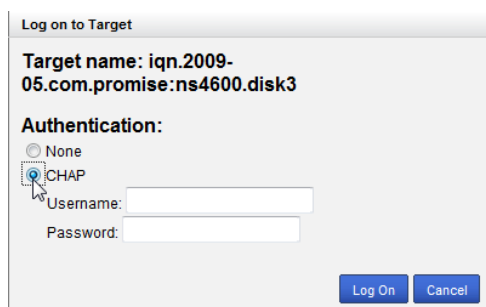 Log on to Target
Target name: iqn.2009-
05.com.promise:ns4600.disk3
Authentication:
None
CHAP
Username:
Password:
Log On Cancel